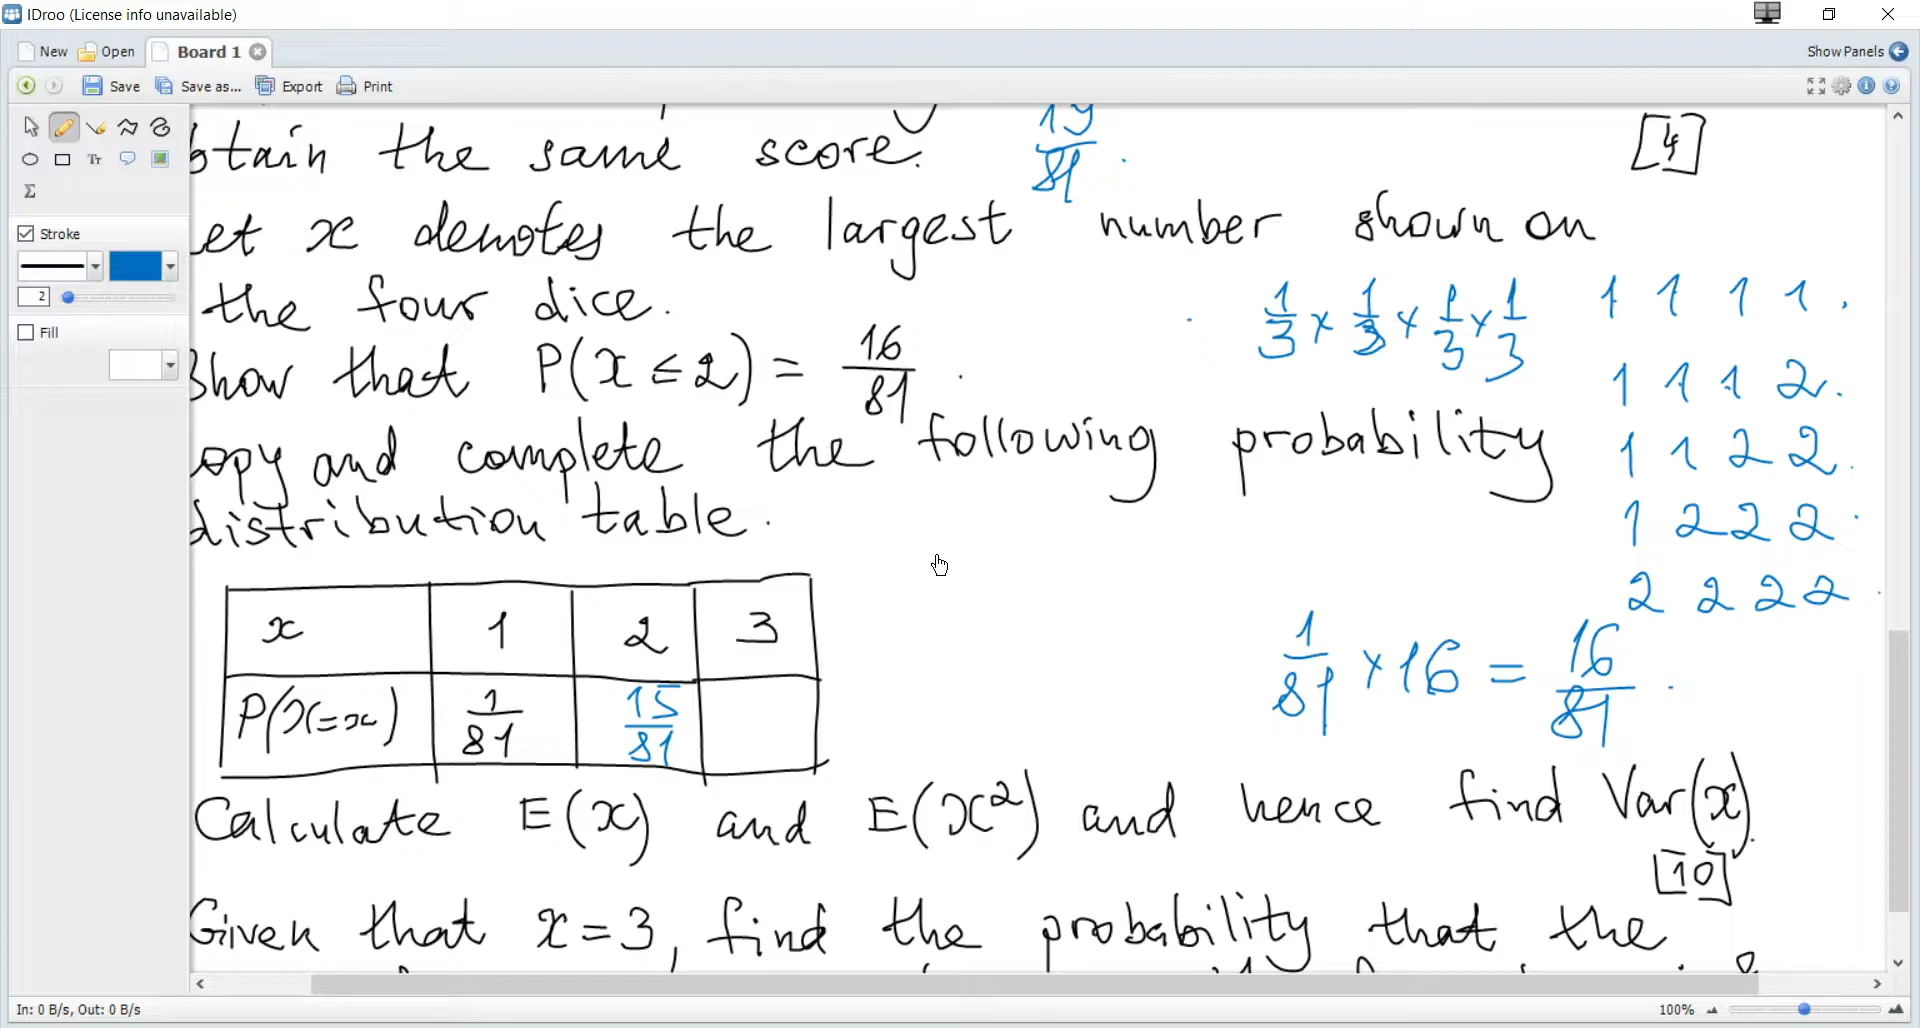 IDroo (License info unavailable)
New Open Board 1 Show Panels
Save Save as... Export Print
Tr
Σ
Stroke
2
Fill
btain the same score. 19/81 [4]
et x denotes the largest number shown on
the four dice. 1/3 × 1/3 × 1/3 × 1/3 1 1 1 1
Show that P(x ≤ 2) = 16/81 . 1 1 1 2
opy and complete the following probability 1 1 2 2
distribution table. 1 2 2 2
2 2 2 2
x 1 2 3
P(X=x) 1/81 15/81
1/81 × 16 = 16/81 .
Calculate E(x) and E(x²) and hence find Var(x).
[10]
Given that x = 3, find the probability that the
In: 0 B/s, Out: 0 B/s 100%